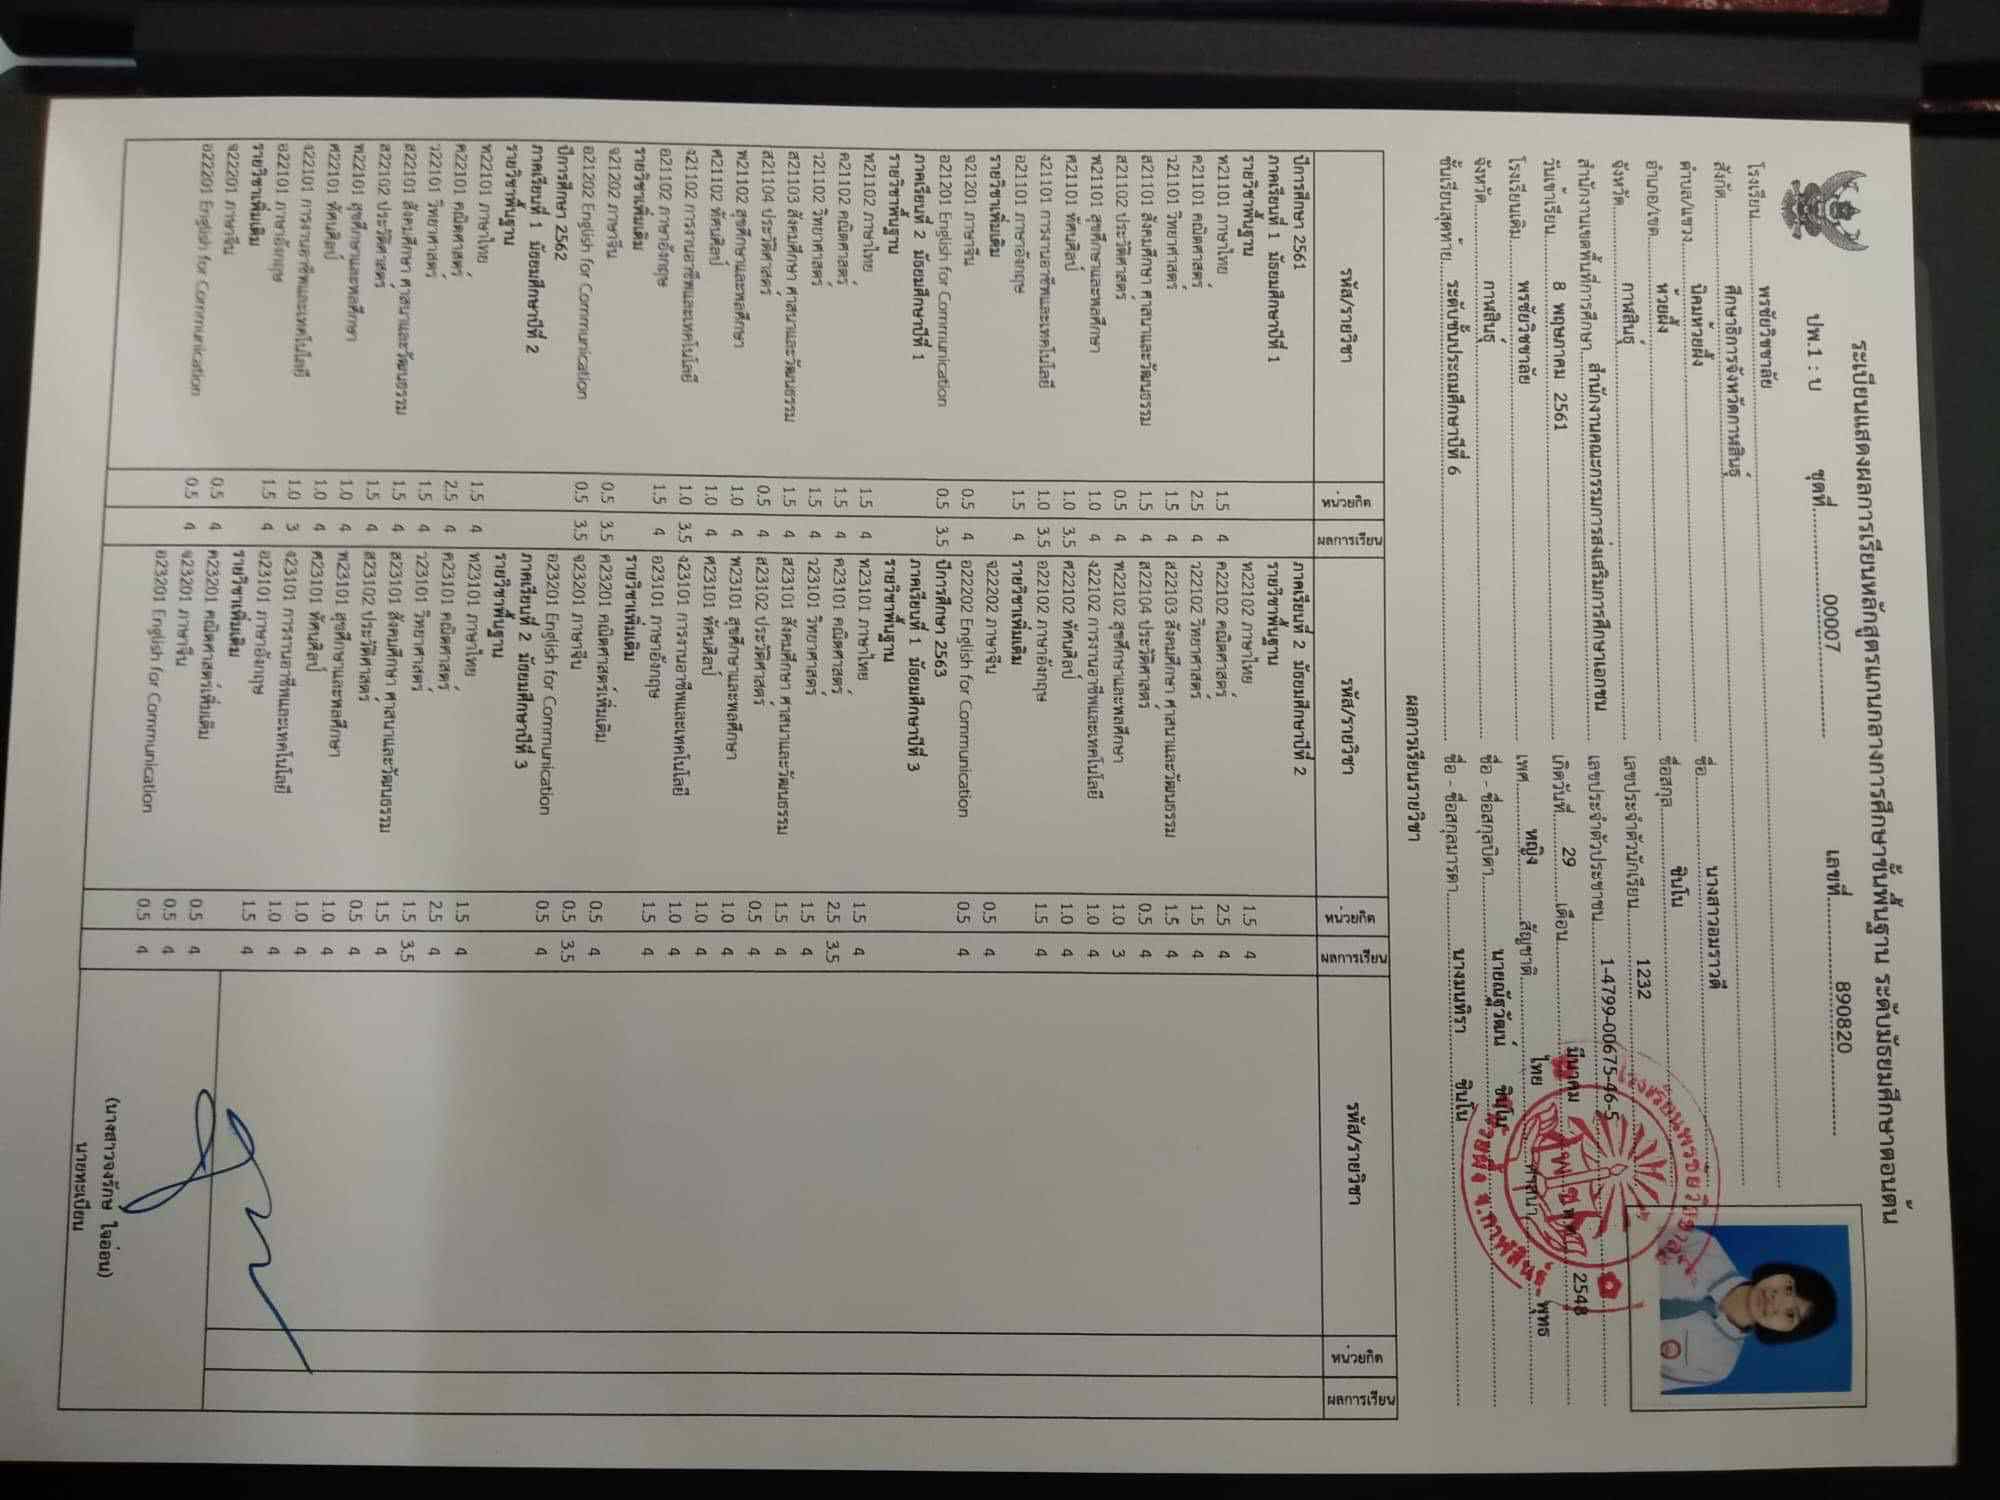 ระเบียนแสดงผลการเรียนหลักสูตรแกนกลางการศึกษาขั้นพื้นฐาน ระดับมัธยมศึกษาตอนต้น
ปพ.1 : บ ชุดที่ 00007 เลขที่ 890820
โรงเรียน พรชัยวิชชาลัย
สังกัด ศึกษาธิการจังหวัดกาฬสินธุ์
ตำบล/แขวง นิคมห้วยผึ้ง
อำเภอ/เขต ห้วยผึ้ง
จังหวัด กาฬสินธุ์
สำนักงานเขตพื้นที่การศึกษา สำนักงานคณะกรรมการส่งเสริมการศึกษาเอกชน
วันเข้าเรียน 8 พฤษภาคม 2561
โรงเรียนเดิม พรชัยวิชชาลัย
จังหวัด กาฬสินธุ์
ชั้นเรียนสุดท้าย ระดับชั้นประถมศึกษาปีที่ 6
ชื่อ นางสาวอมราวดี
ชื่อสกุล ชินโน
เลขประจำตัวนักเรียน 1232
เลขประจำตัวประชาชน 1-4799-00675-46-5
เกิดวันที่ 29 เดือน มีนาคม พ.ศ. 2548
เพศ หญิง สัญชาติ ไทย ศาสนา พุทธ
ชื่อ - ชื่อสกุลบิดา นายณัฐวัฒน์ ชินโน
ชื่อ - ชื่อสกุลมารดา นางมนทิรา ชินโน
โรงเรียนพรชัยวิชชาลัย
พ.ช.
ห้วยผึ้ง จ.กาฬสินธุ์
ผลการเรียนรายวิชา
รหัส/รายวิชา หน่วยกิต ผลการเรียน
ปีการศึกษา 2561
ภาคเรียนที่ 1 มัธยมศึกษาปีที่ 1
รายวิชาพื้นฐาน
ท21101 ภาษาไทย 1.5 4
ค21101 คณิตศาสตร์ 2.5 4
ว21101 วิทยาศาสตร์ 1.5 4
ส21101 สังคมศึกษา ศาสนาและวัฒนธรรม 1.5 4
ส21102 ประวัติศาสตร์ 0.5 4
พ21101 สุขศึกษาและพลศึกษา 1.0 4
ศ21101 ทัศนศิลป์ 1.0 3.5
ง21101 การงานอาชีพและเทคโนโลยี 1.0 3.5
อ21101 ภาษาอังกฤษ 1.5 4
รายวิชาเพิ่มเติม
จ21201 ภาษาจีน 0.5 4
อ21201 English for Communication 0.5 3.5
ภาคเรียนที่ 2 มัธยมศึกษาปีที่ 1
รายวิชาพื้นฐาน
ท21102 ภาษาไทย 1.5 4
ค21102 คณิตศาสตร์ 1.5 4
ว21102 วิทยาศาสตร์ 1.5 4
ส21103 สังคมศึกษา ศาสนาและวัฒนธรรม 1.5 4
ส21104 ประวัติศาสตร์ 0.5 4
พ21102 สุขศึกษาและพลศึกษา 1.0 4
ศ21102 ทัศนศิลป์ 1.0 4
ง21102 การงานอาชีพและเทคโนโลยี 1.0 3.5
อ21102 ภาษาอังกฤษ 1.5 4
รายวิชาเพิ่มเติม
จ21202 ภาษาจีน 0.5 3.5
อ21202 English for Communication 0.5 3.5
ปีการศึกษา 2562
ภาคเรียนที่ 1 มัธยมศึกษาปีที่ 2
รายวิชาพื้นฐาน
ท22101 ภาษาไทย 1.5 4
ค22101 คณิตศาสตร์ 2.5 4
ว22101 วิทยาศาสตร์ 1.5 4
ส22101 สังคมศึกษา ศาสนาและวัฒนธรรม 1.5 4
ส22102 ประวัติศาสตร์ 1.5 4
พ22101 สุขศึกษาและพลศึกษา 1.0 4
ศ22101 ทัศนศิลป์ 1.0 4
ง22101 การงานอาชีพและเทคโนโลยี 1.0 3
อ22101 ภาษาอังกฤษ 1.5 4
รายวิชาเพิ่มเติม
จ22201 ภาษาจีน 0.5 4
อ22201 English for Communication 0.5 4
รหัส/รายวิชา หน่วยกิต ผลการเรียน
ภาคเรียนที่ 2 มัธยมศึกษาปีที่ 2
รายวิชาพื้นฐาน
ท22102 ภาษาไทย 1.5 4
ค22102 คณิตศาสตร์ 2.5 4
ว22102 วิทยาศาสตร์ 1.5 4
ส22103 สังคมศึกษา ศาสนาและวัฒนธรรม 1.5 4
ส22104 ประวัติศาสตร์ 0.5 4
พ22102 สุขศึกษาและพลศึกษา 1.0 3
ง22102 การงานอาชีพและเทคโนโลยี 1.0 4
ศ22102 ทัศนศิลป์ 1.0 4
อ22102 ภาษาอังกฤษ 1.5 4
รายวิชาเพิ่มเติม
จ22202 ภาษาจีน 0.5 4
อ22202 English for Communication 0.5 4
ปีการศึกษา 2563
ภาคเรียนที่ 1 มัธยมศึกษาปีที่ 3
รายวิชาพื้นฐาน
ท23101 ภาษาไทย 1.5 4
ค23101 คณิตศาสตร์ 2.5 3.5
ว23101 วิทยาศาสตร์ 1.5 4
ส23101 สังคมศึกษา ศาสนาและวัฒนธรรม 1.5 4
ส23102 ประวัติศาสตร์ 0.5 4
พ23101 สุขศึกษาและพลศึกษา 1.0 4
ศ23101 ทัศนศิลป์ 1.0 4
ง23101 การงานอาชีพและเทคโนโลยี 1.0 4
อ23101 ภาษาอังกฤษ 1.5 4
รายวิชาเพิ่มเติม
ค23201 คณิตศาสตร์เพิ่มเติม 0.5 4
จ23201 ภาษาจีน 0.5 3.5
อ23201 English for Communication 0.5 4
ภาคเรียนที่ 2 มัธยมศึกษาปีที่ 3
รายวิชาพื้นฐาน
ท23101 ภาษาไทย 1.5 4
ค23101 คณิตศาสตร์ 2.5 4
ว23101 วิทยาศาสตร์ 1.5 3.5
ส23101 สังคมศึกษา ศาสนาและวัฒนธรรม 1.5 4
ส23102 ประวัติศาสตร์ 0.5 4
พ23101 สุขศึกษาและพลศึกษา 1.0 4
ศ23101 ทัศนศิลป์ 1.0 4
ง23101 การงานอาชีพและเทคโนโลยี 1.0 4
อ23101 ภาษาอังกฤษ 1.5 4
รายวิชาเพิ่มเติม
ค23201 คณิตศาสตร์เพิ่มเติม 0.5 4
จ23201 ภาษาจีน 0.5 4
อ23201 English for Communication 0.5 4
รหัส/รายวิชา หน่วยกิต ผลการเรียน
(นางสาวจงรักษ ใจอ่อน)
นายทะเบียน